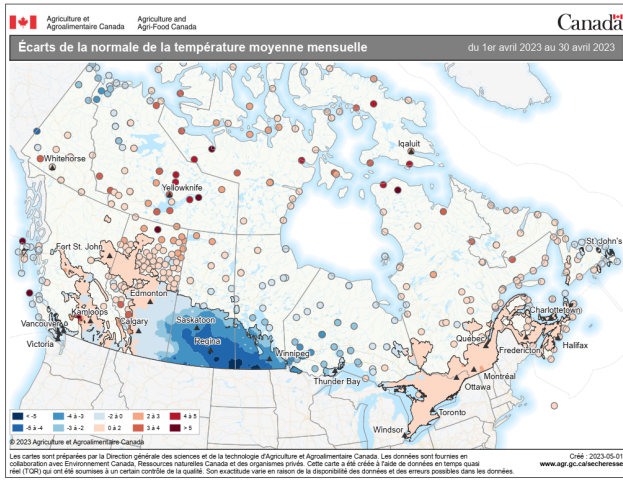 Agriculture et Agriculture and
Agroalimentaire Canada Agri-Food Canada
Canada
Écarts de la normale de la température moyenne mensuelle du 1er avril 2023 au 30 avril 2023
Iqaluit
Whitehorse
Yellowknife
St. John's
Fort St. John
Edmonton
Charlottetown
Kamloops
Calgary
Saskatoon
Québec
Vancouver
Regina
Fredericton
Halifax
Victoria
Winnipeg
Montréal
Thunder Bay
Ottawa
Toronto
Windsor
< -5 -4 à -3 -2 à 0 2 à 3 4 à 5
-5 à -4 -3 à -2 0 à 2 3 à 4 > 5
© 2023 Agriculture et Agroalimentaire Canada
Les cartes sont préparées par la Direction générale des sciences et de la technologie d'Agriculture et Agroalimentaire Canada. Les données sont fournies en Créé : 2023-05-01
collaboration avec Environnement Canada, Ressources naturelles Canada et des organismes privés. Cette carte a été créée à l'aide de données en temps quasi www.agr.gc.ca/secheresse
réel (TQR) qui ont été soumises à un certain contrôle de la qualité. Son exactitude varie en raison de la disponibilité des données et des erreurs possibles dans les données.